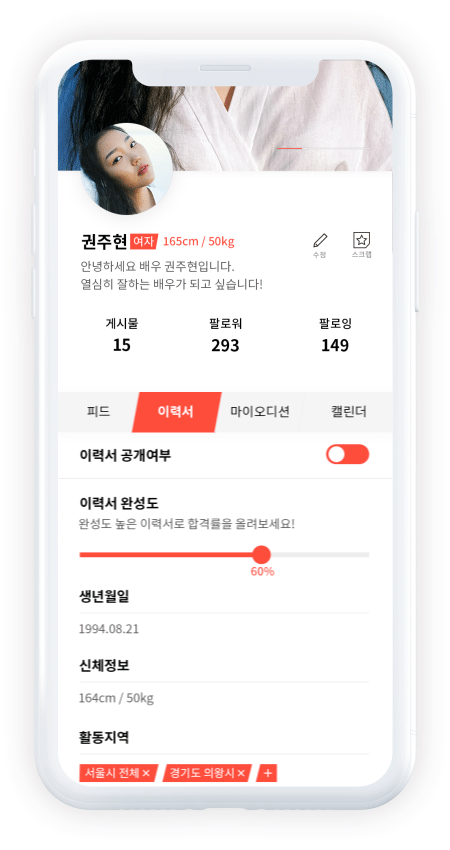 권주현 여자 165cm / 50kg
수정 스크랩
안녕하세요 배우 권주현입니다.
열심히 잘하는 배우가 되고 싶습니다!
게시물 팔로워 팔로잉
15 293 149
피드 이력서 마이오디션 캘린더
이력서 공개여부
이력서 완성도
완성도 높은 이력서로 합격률을 올려보세요!
60%
생년월일
1994.08.21
신체정보
164cm / 50kg
활동지역
서울시 전체 × 경기도 의왕시 × +